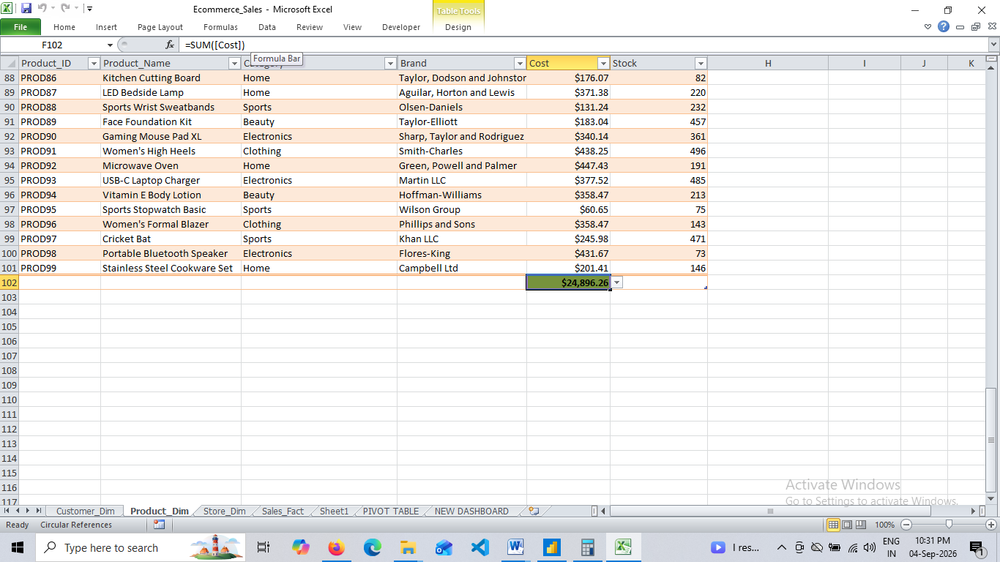 Ecommerce_Sales - Microsoft Excel
Table Tools
File Home Insert Page Layout Formulas Data Review View Developer Design
F102 fx =SUM([Cost])
Formula Bar
Product_ID Product_Name Brand Cost Stock H I J K
88 PROD86 Kitchen Cutting Board Home Taylor, Dodson and Johnstor $176.07 82
89 PROD87 LED Bedside Lamp Home Aguilar, Horton and Lewis $371.38 220
90 PROD88 Sports Wrist Sweatbands Sports Olsen-Daniels $131.24 232
91 PROD89 Face Foundation Kit Beauty Taylor-Elliott $183.04 457
92 PROD90 Gaming Mouse Pad XL Electronics Sharp, Taylor and Rodriguez $340.14 361
93 PROD91 Women's High Heels Clothing Smith-Charles $438.25 496
94 PROD92 Microwave Oven Home Green, Powell and Palmer $447.43 191
95 PROD93 USB-C Laptop Charger Electronics Martin LLC $377.52 485
96 PROD94 Vitamin E Body Lotion Beauty Hoffman-Williams $358.47 213
97 PROD95 Sports Stopwatch Basic Sports Wilson Group $60.65 75
98 PROD96 Women's Formal Blazer Clothing Phillips and Sons $358.47 143
99 PROD97 Cricket Bat Sports Khan LLC $245.98 471
100 PROD98 Portable Bluetooth Speaker Electronics Flores-King $431.67 73
101 PROD99 Stainless Steel Cookware Set Home Campbell Ltd $201.41 146
102 $24,896.26
103
104
105
106
107
108
109
110
111
112
113
114
115
116
117
Activate Windows
Go to Settings to activate Windows.
Customer_Dim Product_Dim Store_Dim Sales_Fact Sheet1 PIVOT TABLE NEW DASHBOARD
Ready Circular References 100%
Type here to search I res... ENG 10:31 PM
IN 04-Sep-2026 1